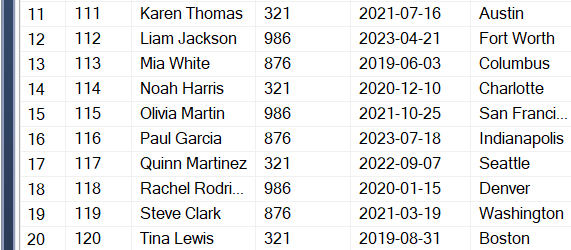 11 111 Karen Thomas 321 2021-07-16 Austin
12 112 Liam Jackson 986 2023-04-21 Fort Worth
13 113 Mia White 876 2019-06-03 Columbus
14 114 Noah Harris 321 2020-12-10 Charlotte
15 115 Olivia Martin 986 2021-10-25 San Franci...
16 116 Paul Garcia 876 2023-07-18 Indianapolis
17 117 Quinn Martinez 321 2022-09-07 Seattle
18 118 Rachel Rodri... 986 2020-01-15 Denver
19 119 Steve Clark 876 2021-03-19 Washington
20 120 Tina Lewis 321 2019-08-31 Boston